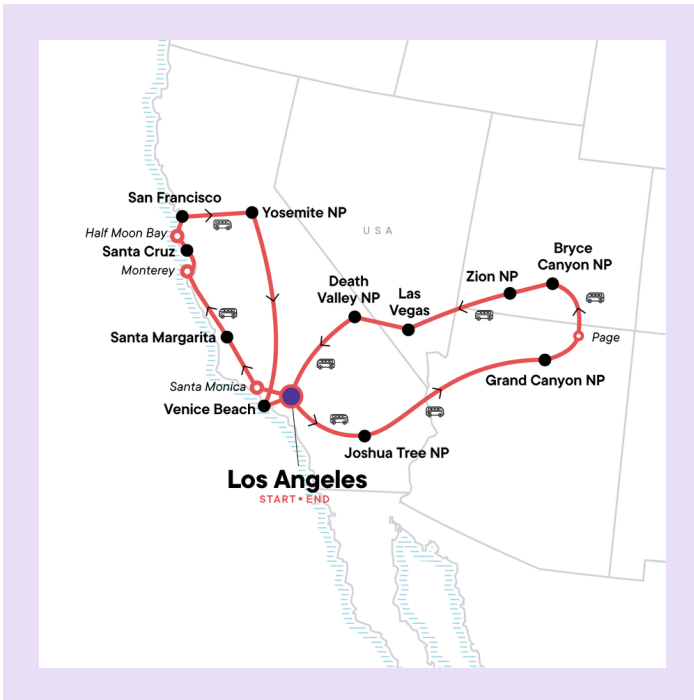 San Francisco
Yosemite NP
Half Moon Bay
USA
Santa Cruz
Monterey
Bryce
Canyon NP
Zion NP
Death
Valley NP
Las
Vegas
Santa Margarita
Page
Santa Monica
Grand Canyon NP
Venice Beach
Joshua Tree NP
Los Angeles
START • END